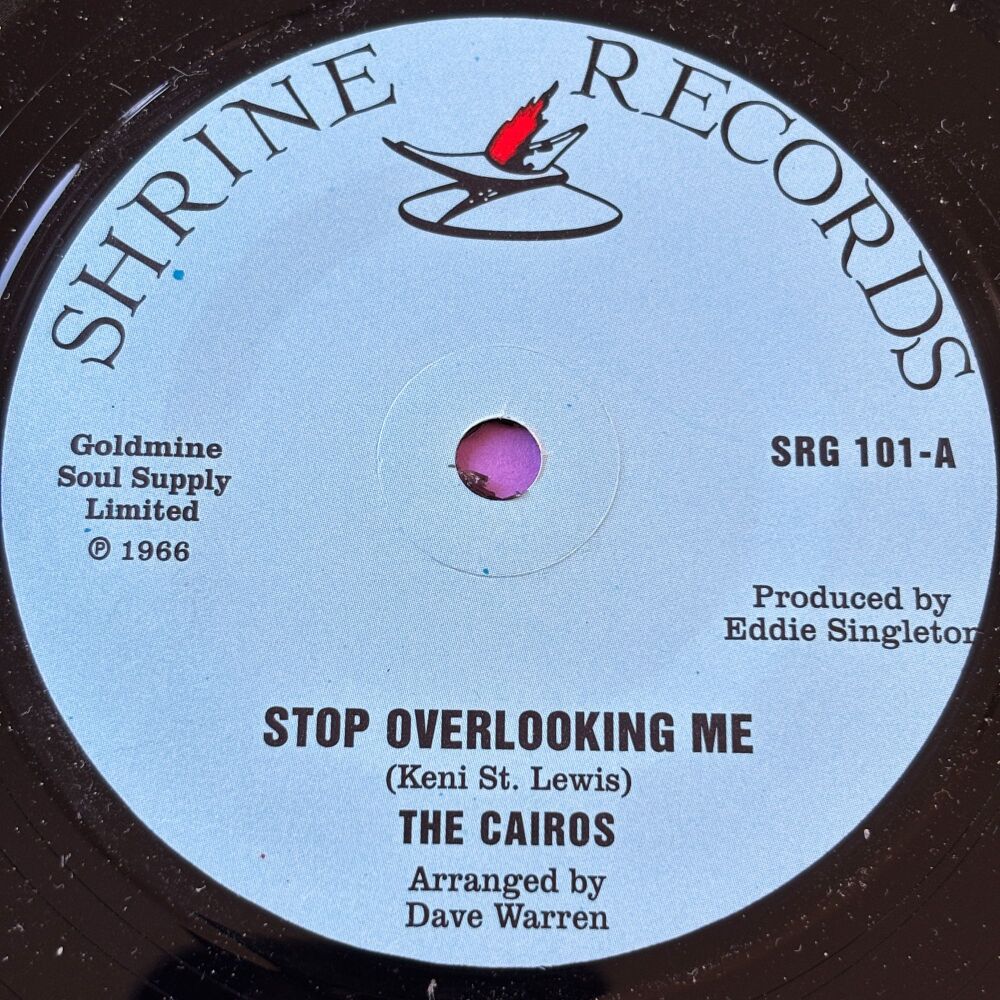 SHRINE RECORDS
Goldmine
Soul Supply
Limited
℗ 1966
SRG 101-A
Produced by
Eddie Singleton
STOP OVERLOOKING ME
(Keni St. Lewis)
THE CAIROS
Arranged by
Dave Warren